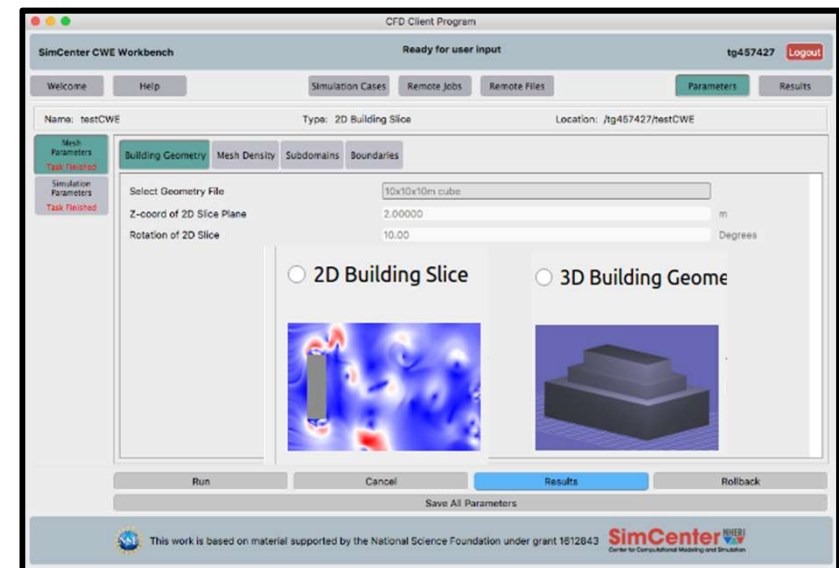 CFD Client Program
SimCenter CWE Workbench Ready for user input tg457427 Logout
Welcome Help Simulation Cases Remote Jobs Remote Files Parameters Results
Name: testCWE Type: 2D Building Slice Location: /tg457427/testCWE
Mesh
Parameters
Task Finished
Simulation
Parameters
Task Finished
Building Geometry Mesh Density Subdomains Boundaries
Select Geometry File 10x10x10m cube
Z-coord of 2D Slice Plane 2.00000 m
Rotation of 2D Slice 10.00 Degrees
2D Building Slice 3D Building Geome
Run Cancel Results Rollback
Save All Parameters
NSF This work is based on material supported by the National Science Foundation under grant 1612843 SimCenter NHERI
Center for Computational Modeling and Simulation